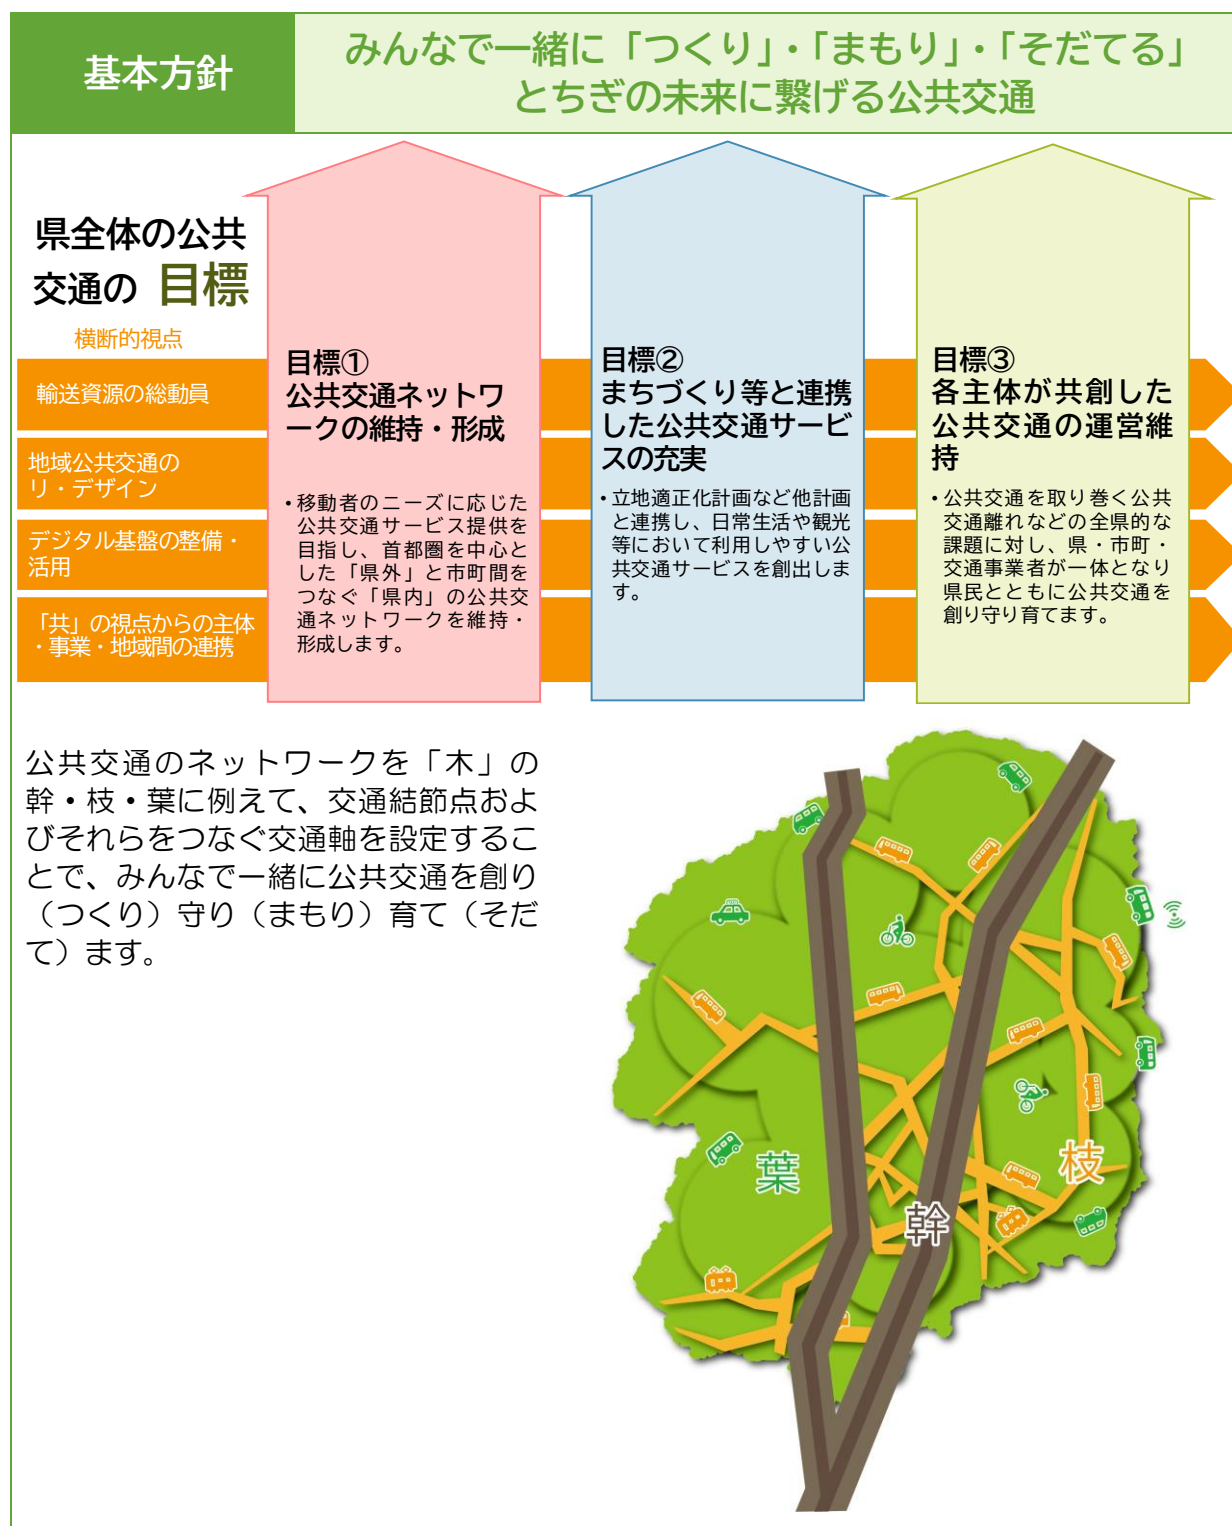 基本方針
みんなで一緒に「つくり」・「まもり」・「そだてる」
とちぎの未来に繋げる公共交通
県全体の公共
交通の 目標
横断的視点
輸送資源の総動員
地域公共交通の
リ・デザイン
デジタル基盤の整備・
活用
「共」の視点からの主体
・事業・地域間の連携
目標①
公共交通ネットワ
ークの維持・形成
・移動者のニーズに応じた
公共交通サービス提供を
目指し、首都圏を中心と
した「県外」と市町間を
つなぐ「県内」の公共交
通ネットワークを維持・
形成します。
目標②
まちづくり等と連携
した公共交通サービ
スの充実
・立地適正化計画など他計画
と連携し、日常生活や観光
等において利用しやすい公
共交通サービスを創出しま
す。
目標③
各主体が共創した
公共交通の運営維
持
・公共交通を取り巻く公共
交通離れなどの全県的な
課題に対し、県・市町・
交通事業者が一体となり
県民とともに公共交通を
創り守り育てます。
公共交通のネットワークを「木」の
幹・枝・葉に例えて、交通結節点およ
びそれらをつなぐ交通軸を設定するこ
とで、みんなで一緒に公共交通を創り
（つくり）守り（まもり）育て（そだ
て）ます。
葉
枝
幹